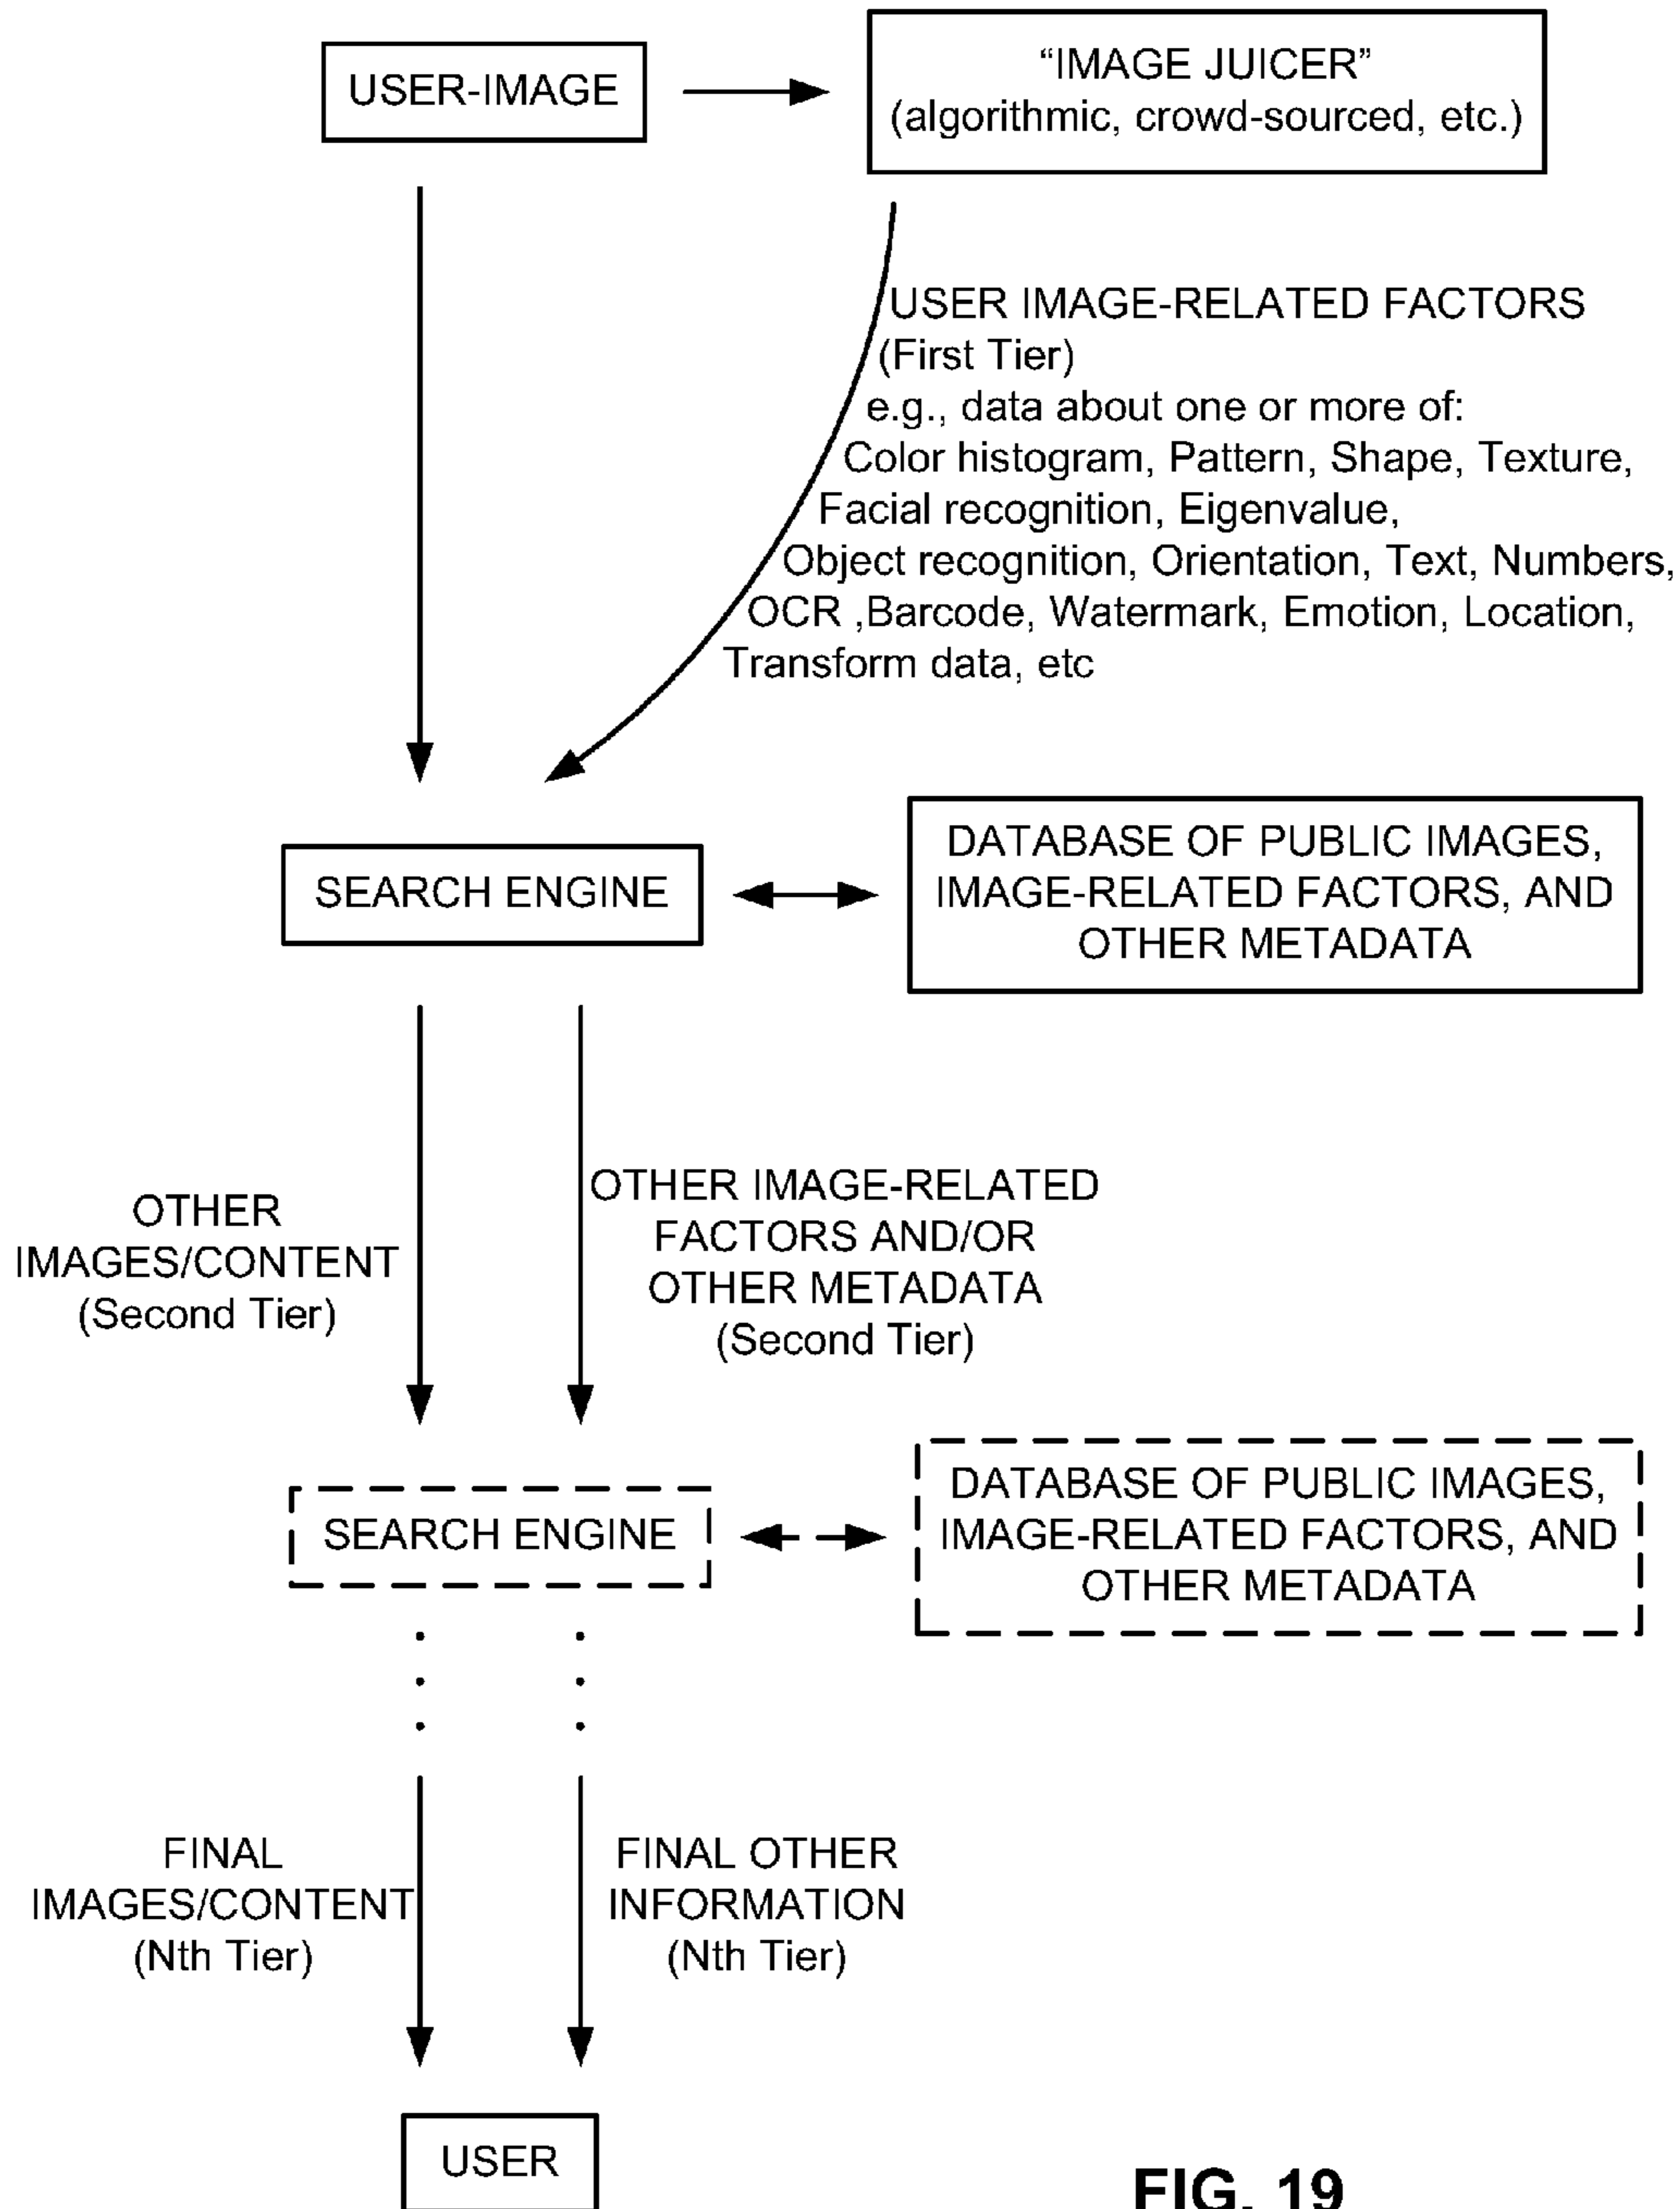 USER-IMAGE
“IMAGE JUICER”
(algorithmic, crowd-sourced, etc.)
USER IMAGE-RELATED FACTORS
(First Tier)
e.g., data about one or more of:
Color histogram, Pattern, Shape, Texture,
Facial recognition, Eigenvalue,
Object recognition, Orientation, Text, Numbers,
OCR ,Barcode, Watermark, Emotion, Location,
Transform data, etc
SEARCH ENGINE
DATABASE OF PUBLIC IMAGES,
IMAGE-RELATED FACTORS, AND
OTHER METADATA
OTHER
IMAGES/CONTENT
(Second Tier)
OTHER IMAGE-RELATED
FACTORS AND/OR
OTHER METADATA
(Second Tier)
SEARCH ENGINE
DATABASE OF PUBLIC IMAGES,
IMAGE-RELATED FACTORS, AND
OTHER METADATA
FINAL
IMAGES/CONTENT
(Nth Tier)
FINAL OTHER
INFORMATION
(Nth Tier)
USER
FIG. 19